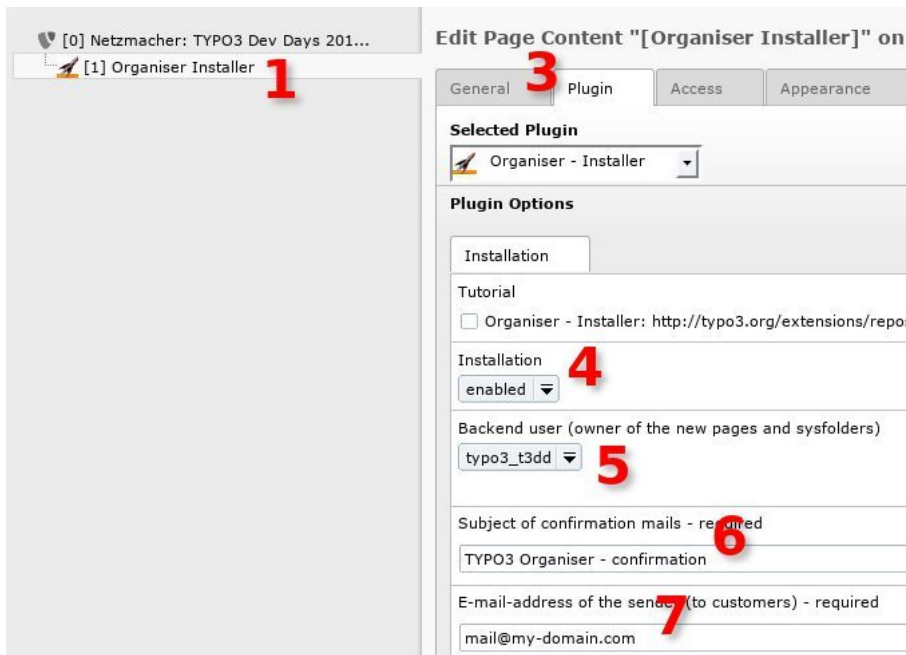 [0] Netzmacher: TYPO3 Dev Days 201...
[1] Organiser Installer
1
Edit Page Content "[Organiser Installer]" on
3
General Plugin Access Appearance
Selected Plugin
Organiser - Installer
Plugin Options
Installation
Tutorial
Organiser - Installer: http://typo3.org/extensions/repos
Installation
4
enabled
Backend user (owner of the new pages and sysfolders)
typo3_t3dd
5
Subject of confirmation mails - required
6
TYPO3 Organiser - confirmation
E-mail-address of the sender (to customers) - required
7
mail@my-domain.com